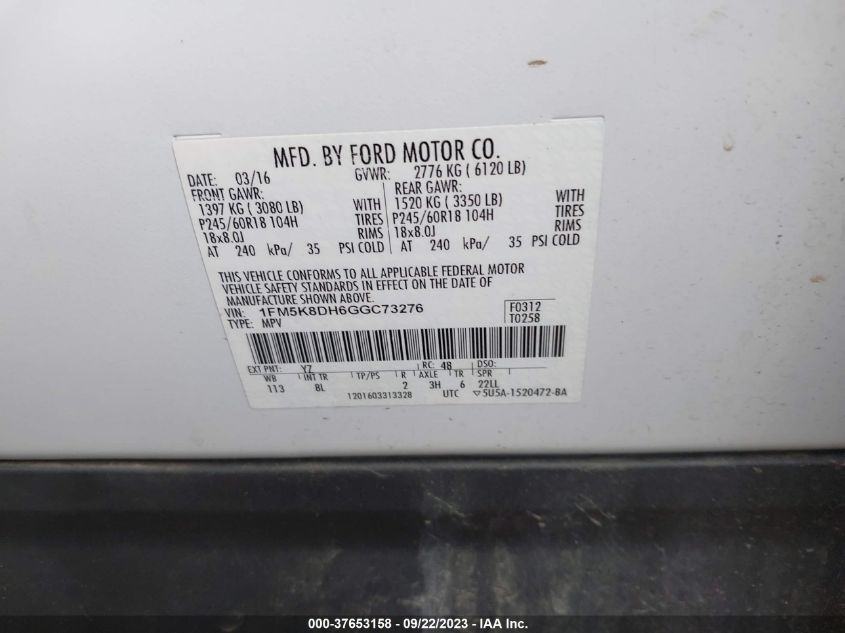 MFD. BY FORD MOTOR CO.
DATE: 03/16 GVWR: 2776 KG ( 6120 LB)
FRONT GAWR: REAR GAWR:
1397 KG ( 3080 LB) WITH 1520 KG ( 3350 LB) WITH
P245/60R18 104H TIRES P245/60R18 104H TIRES
18x8.0J RIMS 18x8.0J RIMS
AT 240 kPa/ 35 PSI COLD AT 240 kPa/ 35 PSI COLD
THIS VEHICLE CONFORMS TO ALL APPLICABLE FEDERAL MOTOR
VEHICLE SAFETY STANDARDS IN EFFECT ON THE DATE OF
MANUFACTURE SHOWN ABOVE.
VIN: 1FM5K8DH6GGC73276 F0312
TYPE: MPV T0258
EXT PNT: YZ RC: 48 DSO:
WB INT TR TP/PS R AXLE TR SPR
113 8L 2 3H 6 22LL
1201603313328 UTC ▽5U5A-1520472-BA
000-37653158 - 09/22/2023 - IAA Inc.